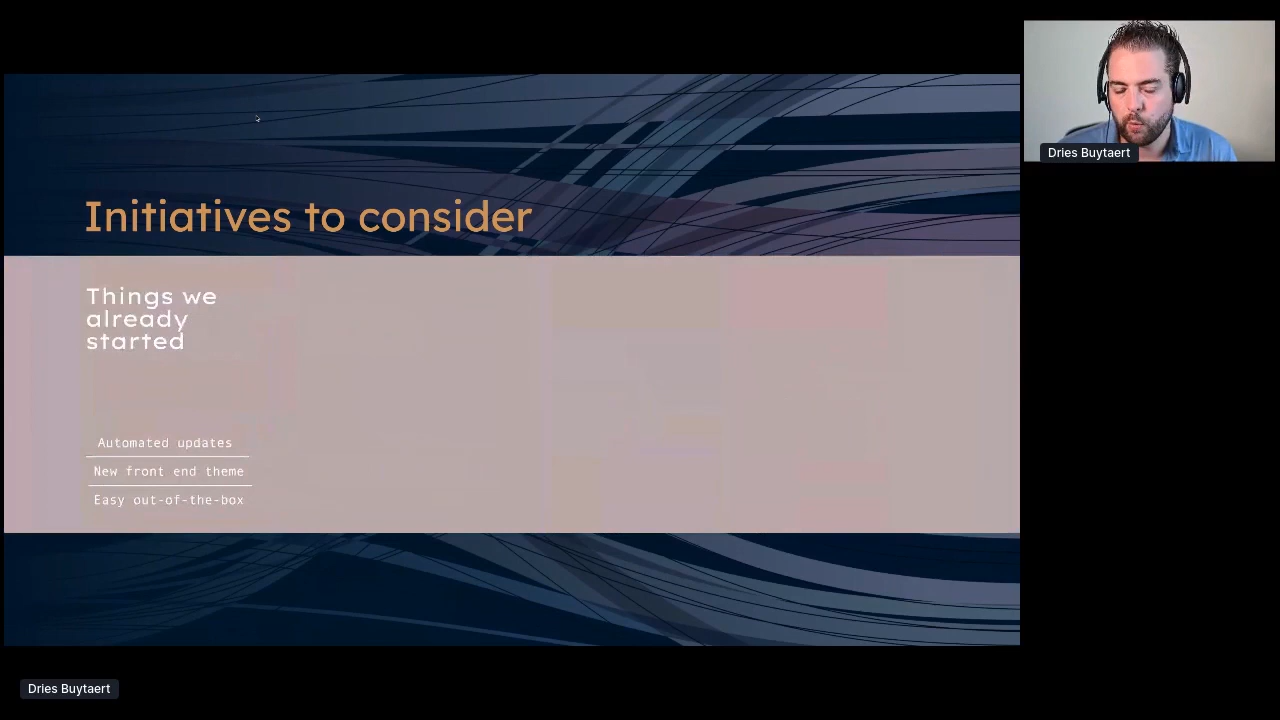 Initiatives to consider
Things we
already
started
Automated updates
New front end theme
Easy out-of-the-box
Dries Buytaert
Dries Buytaert